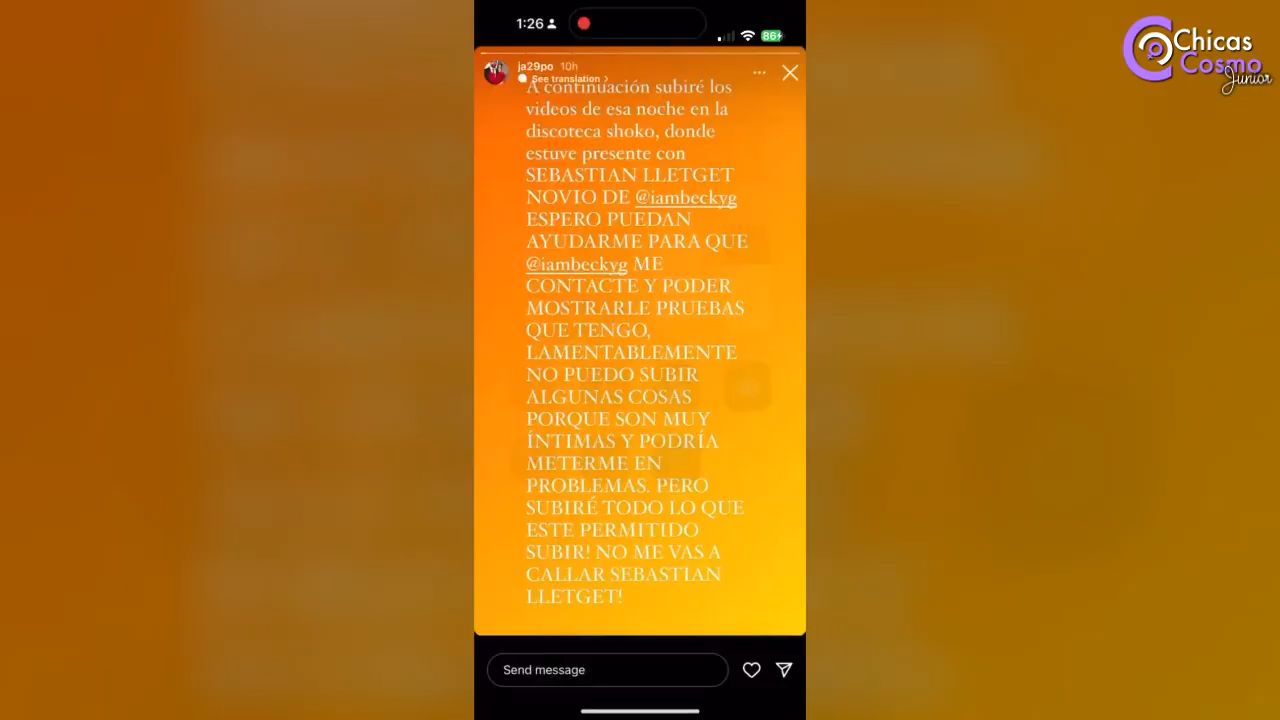 1:26
86
Chicas
Cosmo
Junior
ja29po 10h
See translation >
A continuación subiré los
videos de esa noche en la
discoteca shoko, donde
estuve presente con
SEBASTIAN LLETGET
NOVIO DE @iambeckyg
ESPERO PUEDAN
AYUDARME PARA QUE
@iambeckyg ME
CONTACTE Y PODER
MOSTRARLE PRUEBAS
QUE TENGO,
LAMENTABLEMENTE
NO PUEDO SUBIR
ALGUNAS COSAS
PORQUE SON MUY
ÍNTIMAS Y PODRÍA
METERME EN
PROBLEMAS. PERO
SUBIRÉ TODO LO QUE
ESTE PERMITIDO
SUBIR! NO ME VAS A
CALLAR SEBASTIAN
LLETGET!
Send message